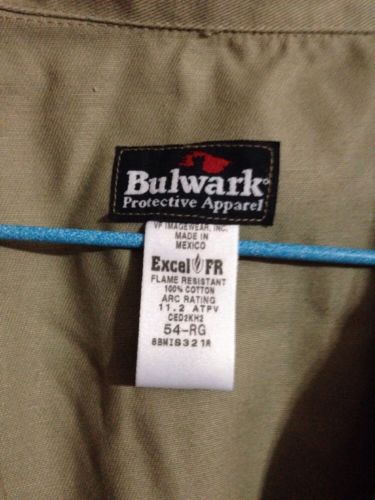 Bulwark
Protective Apparel
VF IMAGEWEAR, INC.
MADE IN
MEXICO
Excel FR
FLAME RESISTANT
100% COTTON
ARC RATING
11.2 ATPV
CED2KH2
54-RG